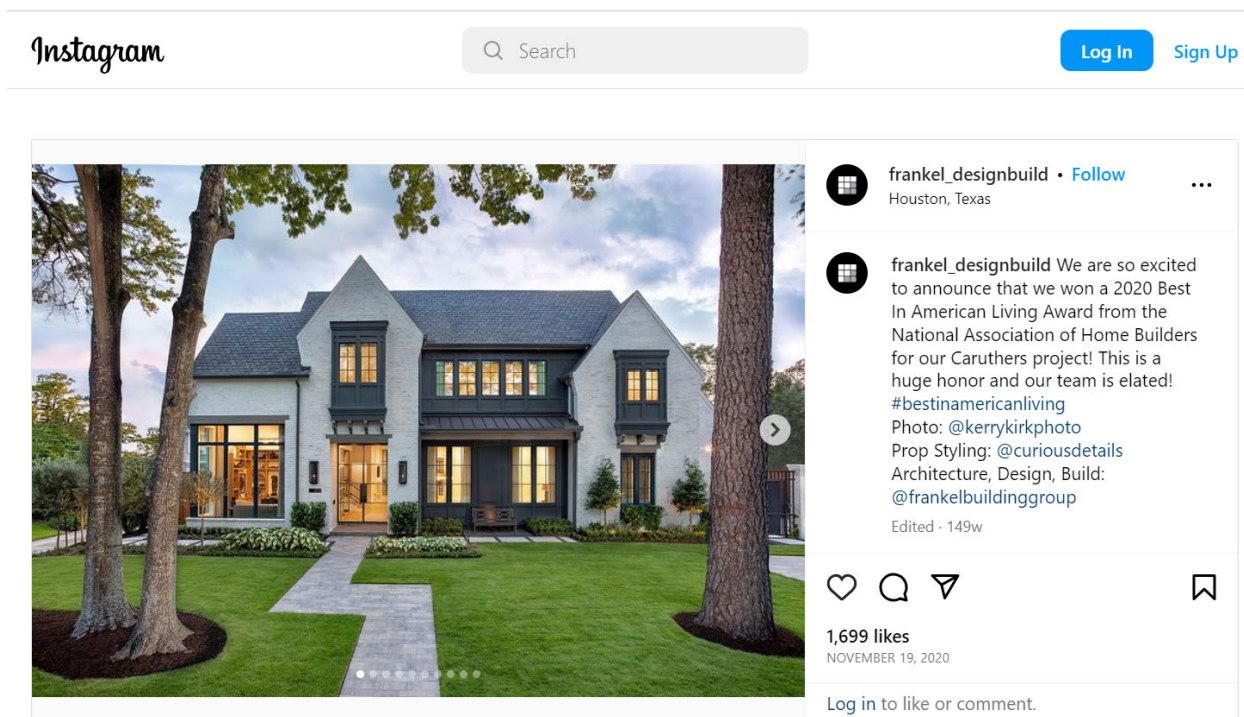 Instagram
Search
Log In
Sign Up
frankel_designbuild • Follow
Houston, Texas
frankel_designbuild We are so excited
to announce that we won a 2020 Best
In American Living Award from the
National Association of Home Builders
for our Caruthers project! This is a
huge honor and our team is elated!
#bestinamericanliving
Photo: @kerrykirkphoto
Prop Styling: @curiousdetails
Architecture, Design, Build:
@frankelbuildinggroup
Edited · 149w
1,699 likes
NOVEMBER 19, 2020
Log in to like or comment.